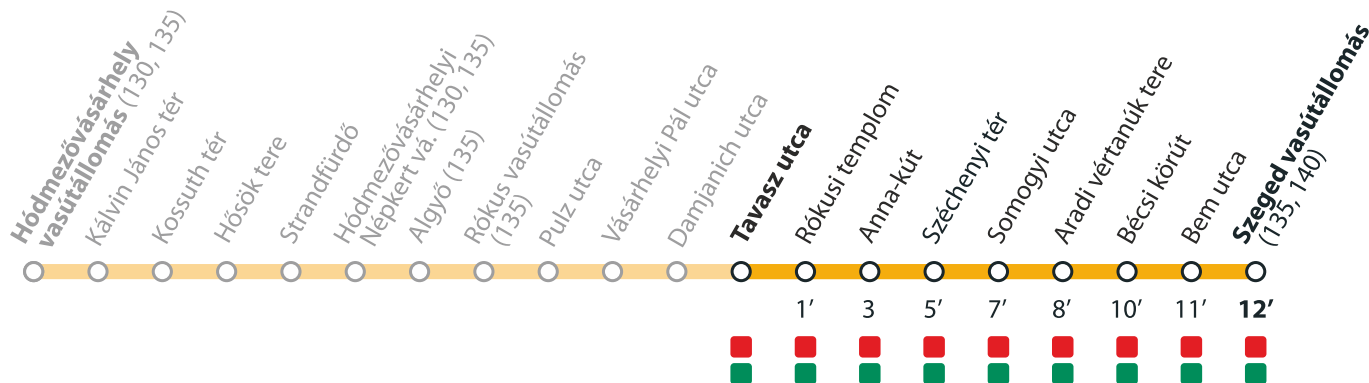 Hódmezővásárhely
vasútállomás (130, 135)
Kálvin János tér
Kossuth tér
Hősök tere
Strandfürdő
Hódmezővásárhelyi
Népkert vá. (130, 135)
Algyő (135)
Rókus vasútállomás
(135)
Pulz utca
Vásárhelyi Pál utca
Damjanich utca
Tavasz utca
Rókusi templom
Anna-kút
Széchenyi tér
Somogyi utca
Aradi vértanúk tere
Bécsi körút
Bem utca
Szeged vasútállomás
(135, 140)
1’ 3 5’ 7’ 8’ 10’ 11’ 12’